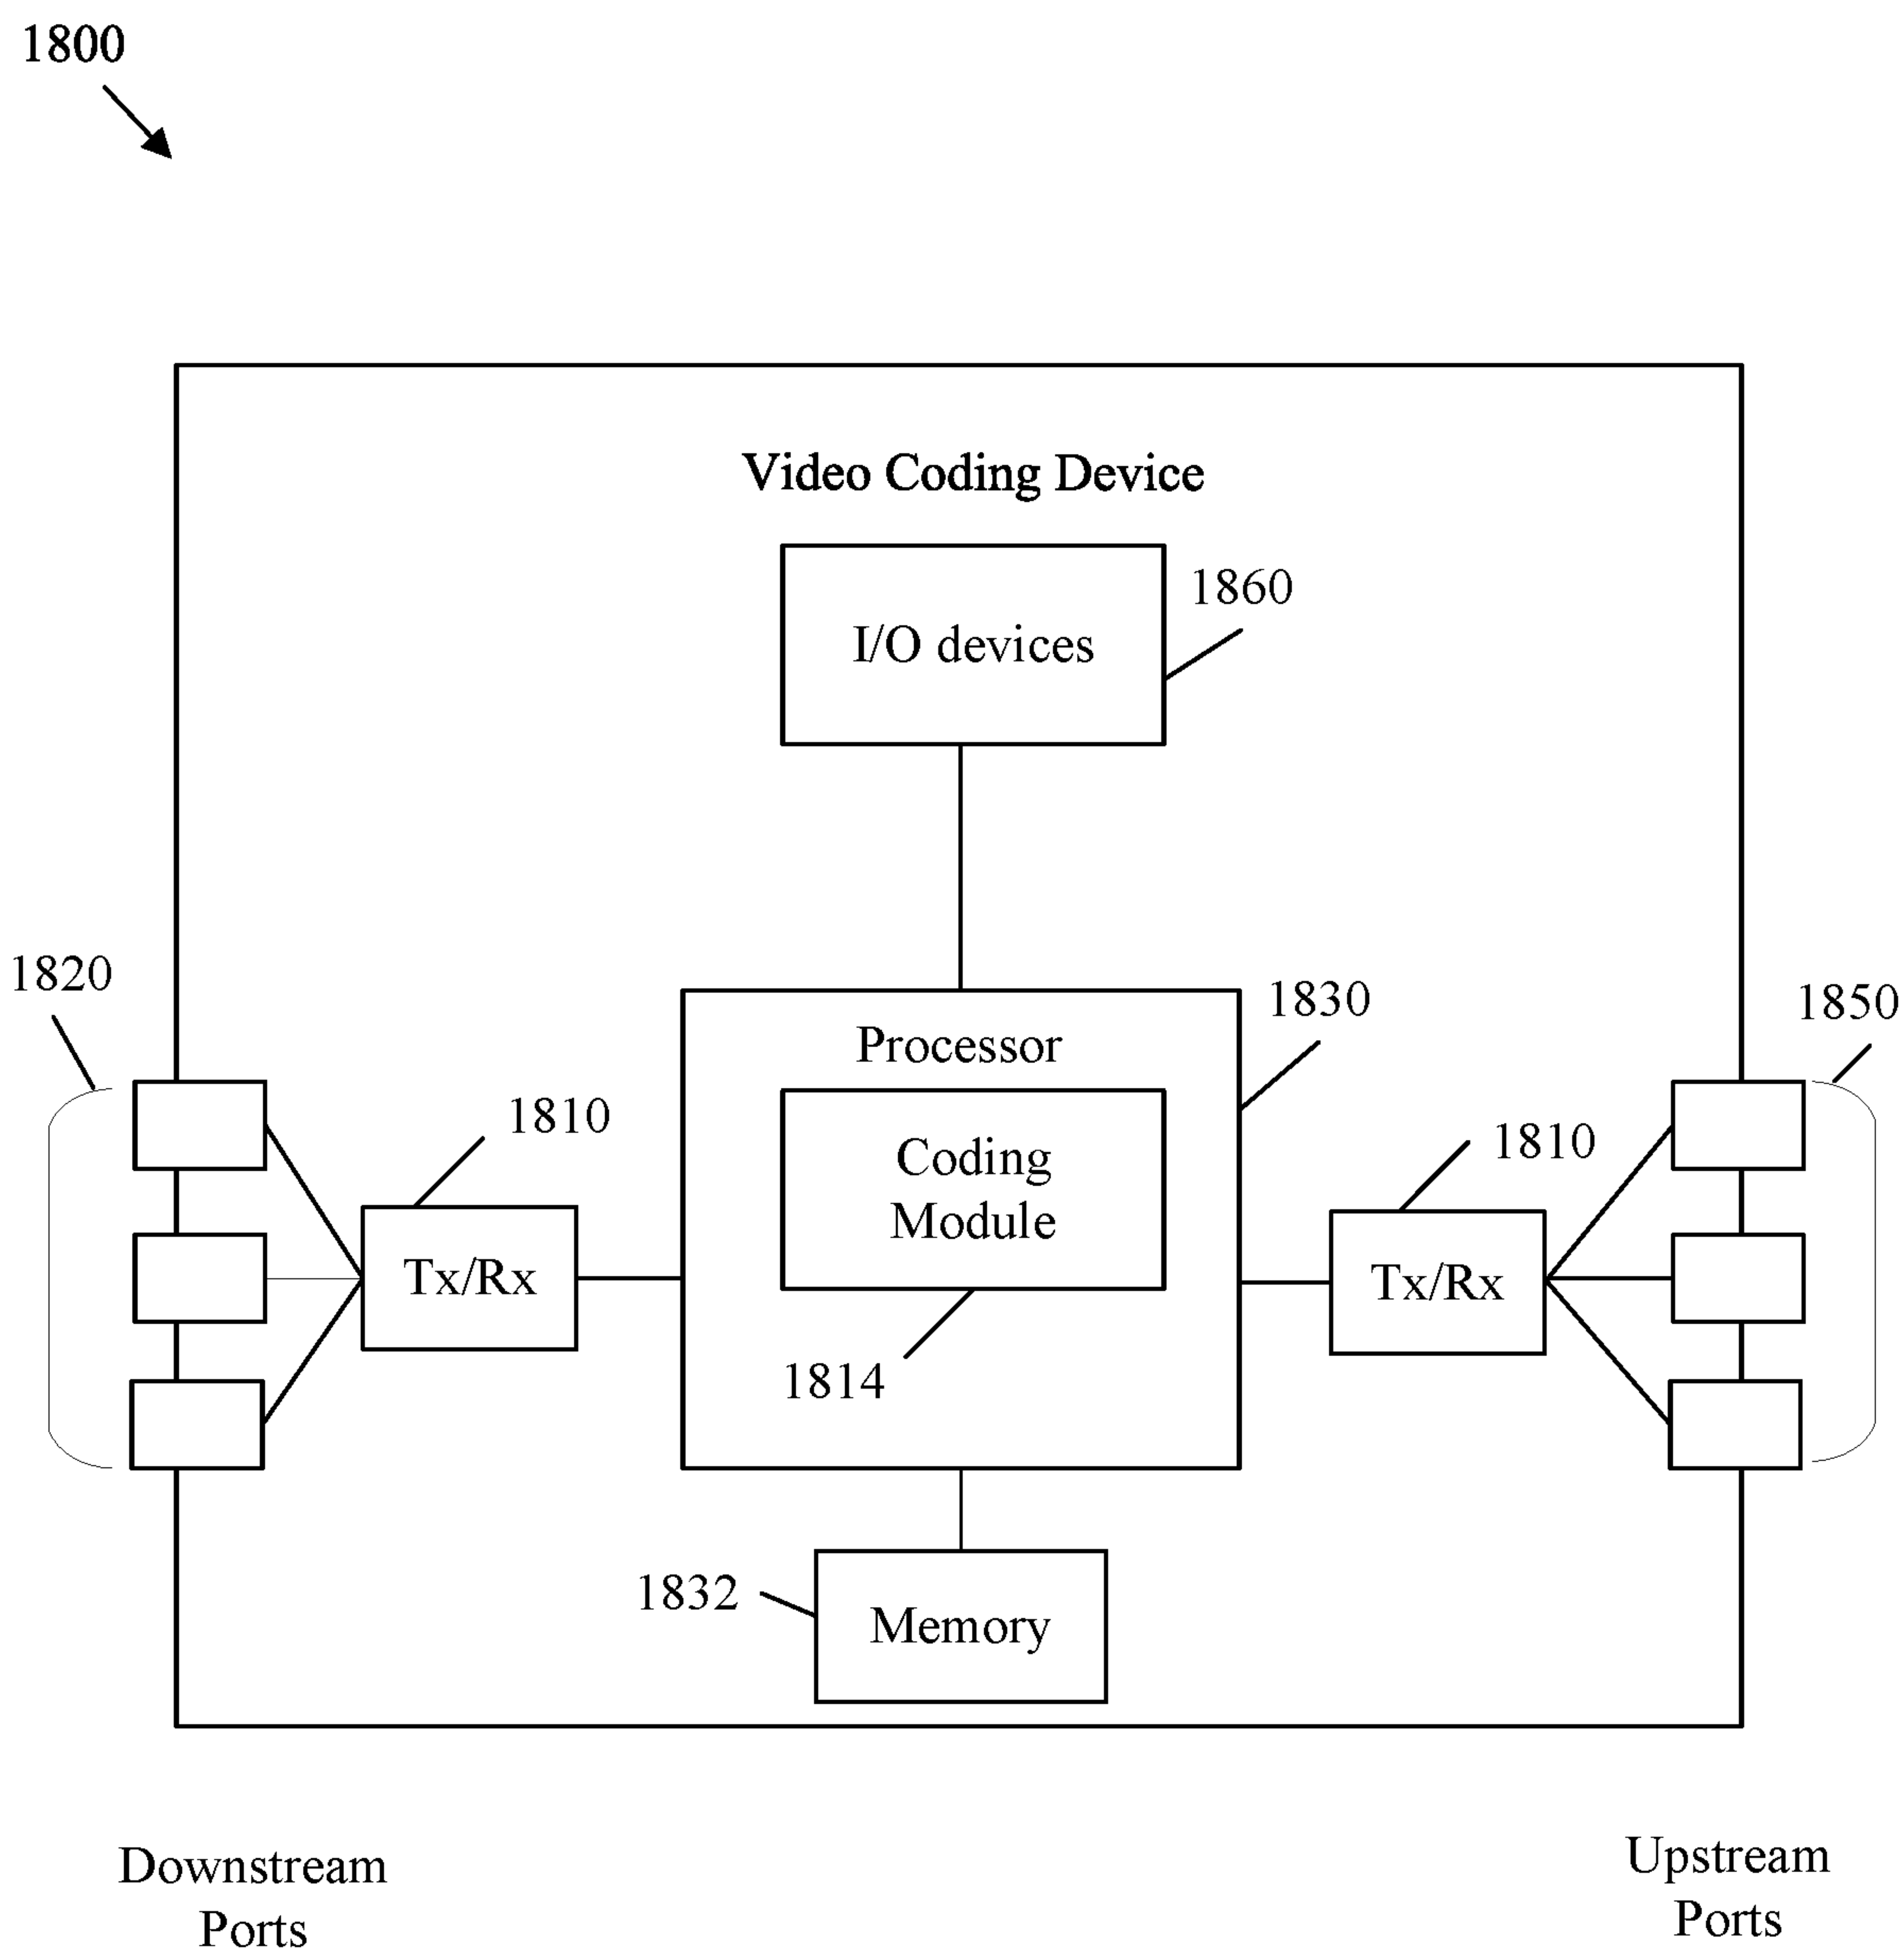 1800
Video Coding Device
1860
I/O devices
1820
1830
1850
Processor
1810
1810
Coding
Module
Tx/Rx
Tx/Rx
1814
1832
Memory
Downstream
Ports
Upstream
Ports